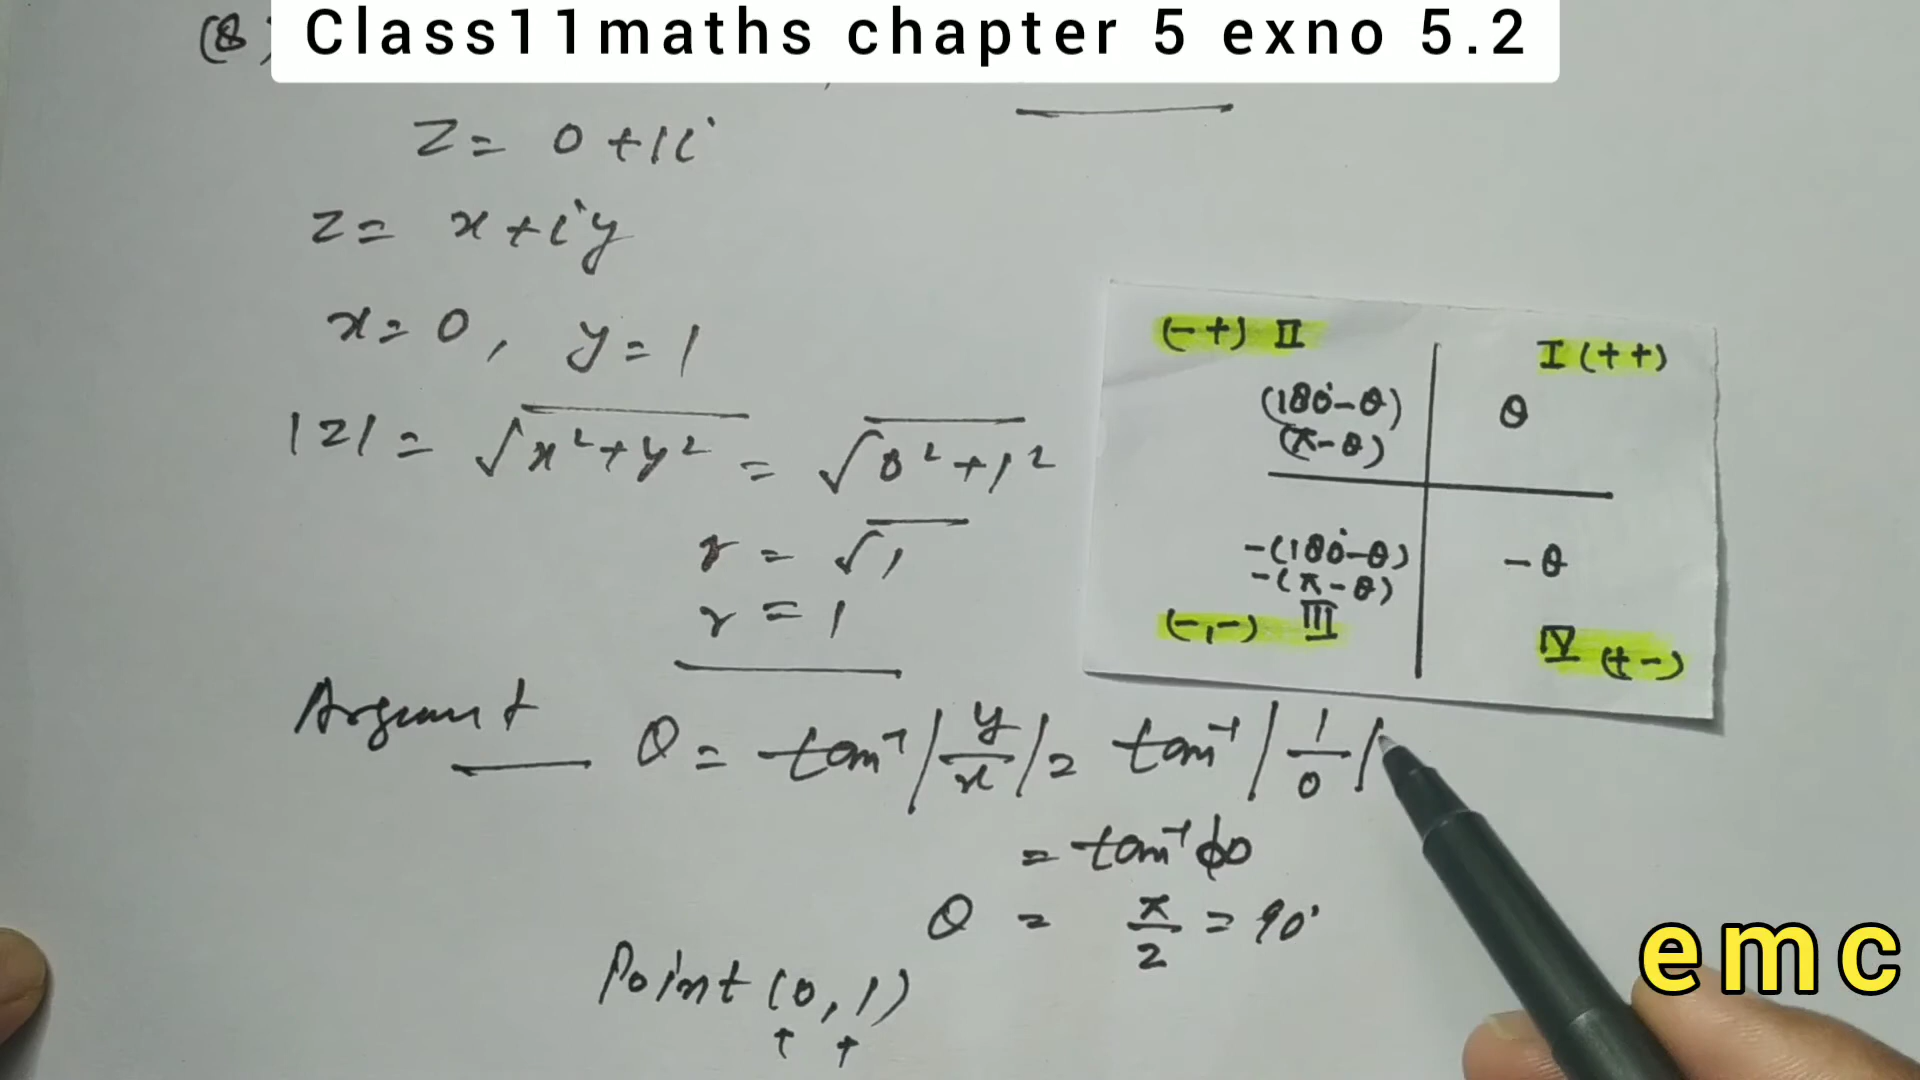 Class11maths chapter 5 exno 5.2
(8)
z = 0 + 1i
z = x + iy
x = 0, y = 1
|z| = √x² + y² = √0² + 1²
r = √1
r = 1
Argument θ = tan⁻¹ |y/x| = tan⁻¹ |1/0|
= tan⁻¹ ∞
θ = π/2 = 90°
Point (0, 1)
+ +
(- +) II
I (+ +)
(180° - θ)
(π - θ)
θ
-(180° - θ)
-(π - θ)
-θ
(-, -) III
IV (+ -)
emc